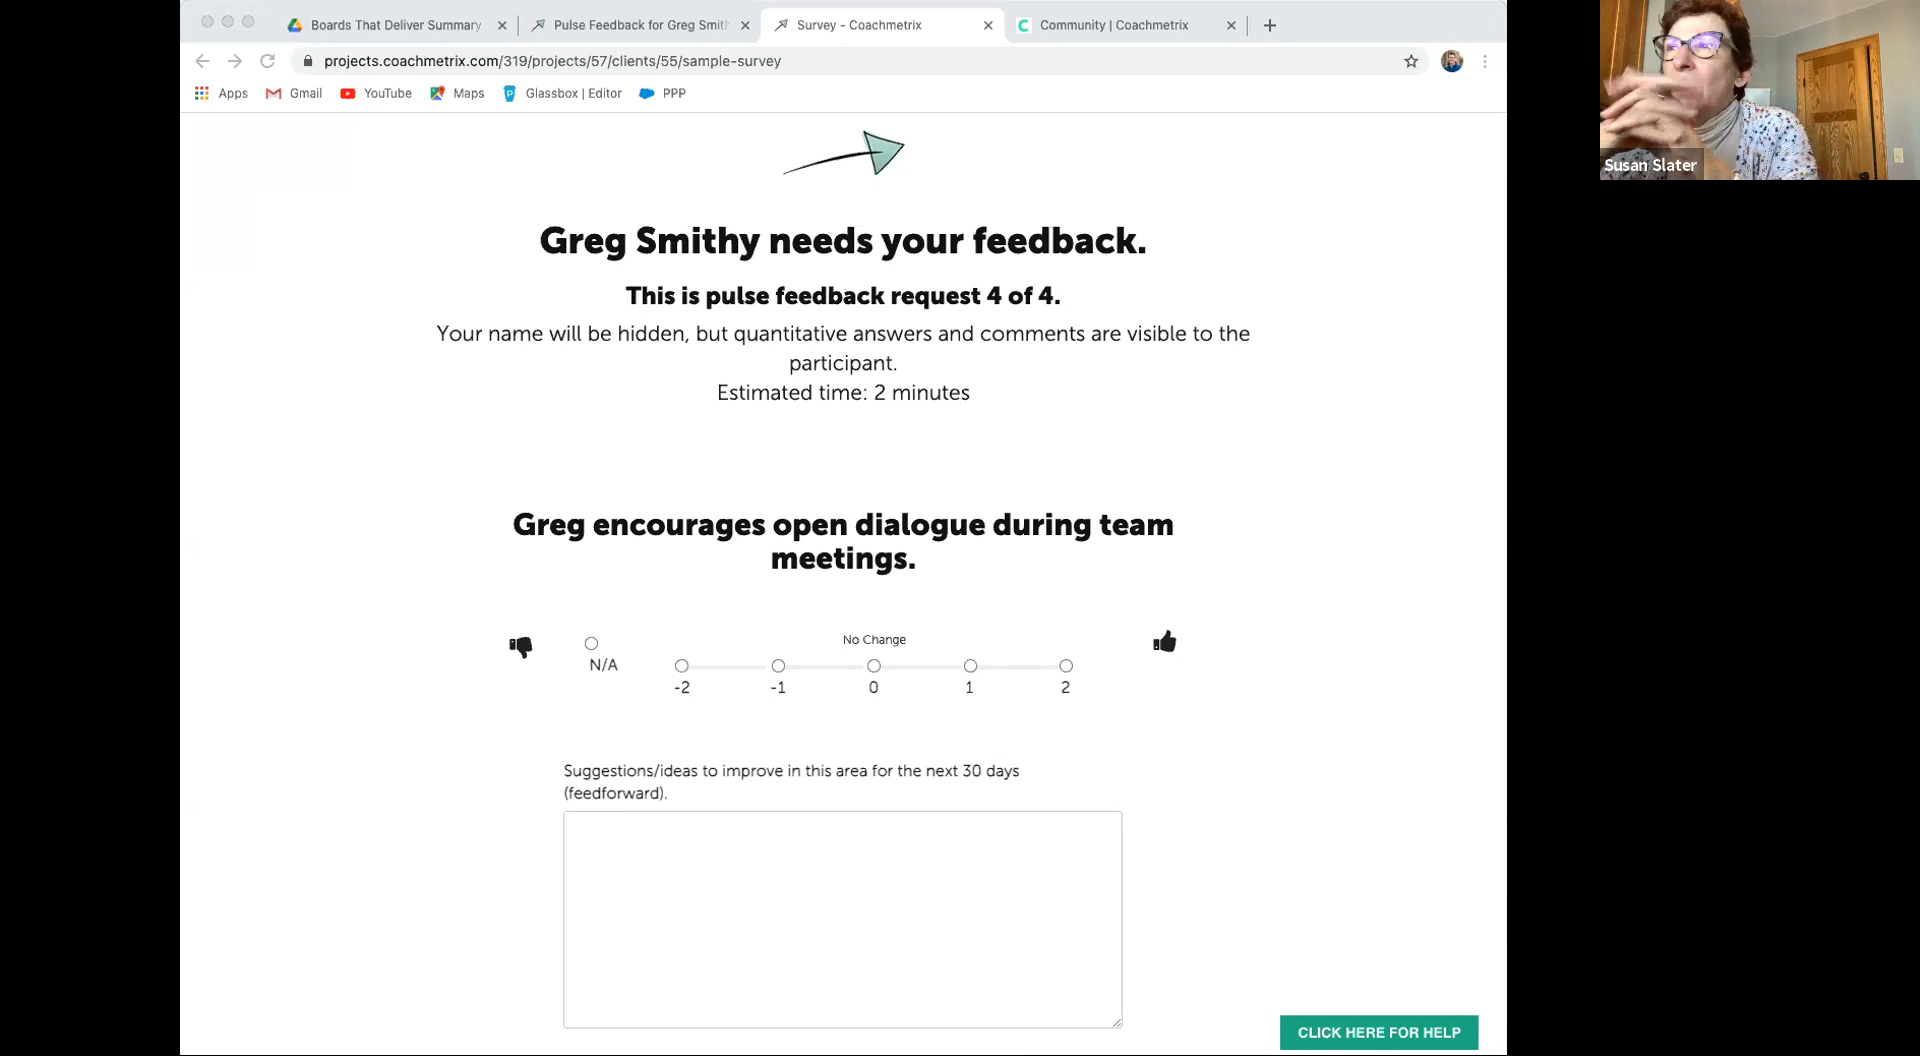 Boards That Deliver Summary
Pulse Feedback for Greg Smith
Survey - Coachmetrix
Community | Coachmetrix
projects.coachmetrix.com/319/projects/57/clients/55/sample-survey
Apps
Gmail
YouTube
Maps
Glassbox | Editor
PPP
Susan Slater
Greg Smithy needs your feedback.
This is pulse feedback request 4 of 4.
Your name will be hidden, but quantitative answers and comments are visible to the
participant.
Estimated time: 2 minutes
Greg encourages open dialogue during team
meetings.
No Change
N/A
-2 -1 0 1 2
Suggestions/ideas to improve in this area for the next 30 days
(feedforward).
CLICK HERE FOR HELP